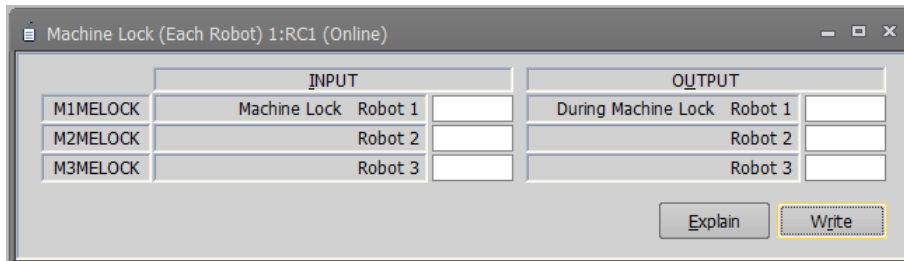 Machine Lock (Each Robot) 1:RC1 (Online)
INPUT OUTPUT
M1MELOCK Machine Lock Robot 1 During Machine Lock Robot 1
M2MELOCK Robot 2 Robot 2
M3MELOCK Robot 3 Robot 3
Explain Write